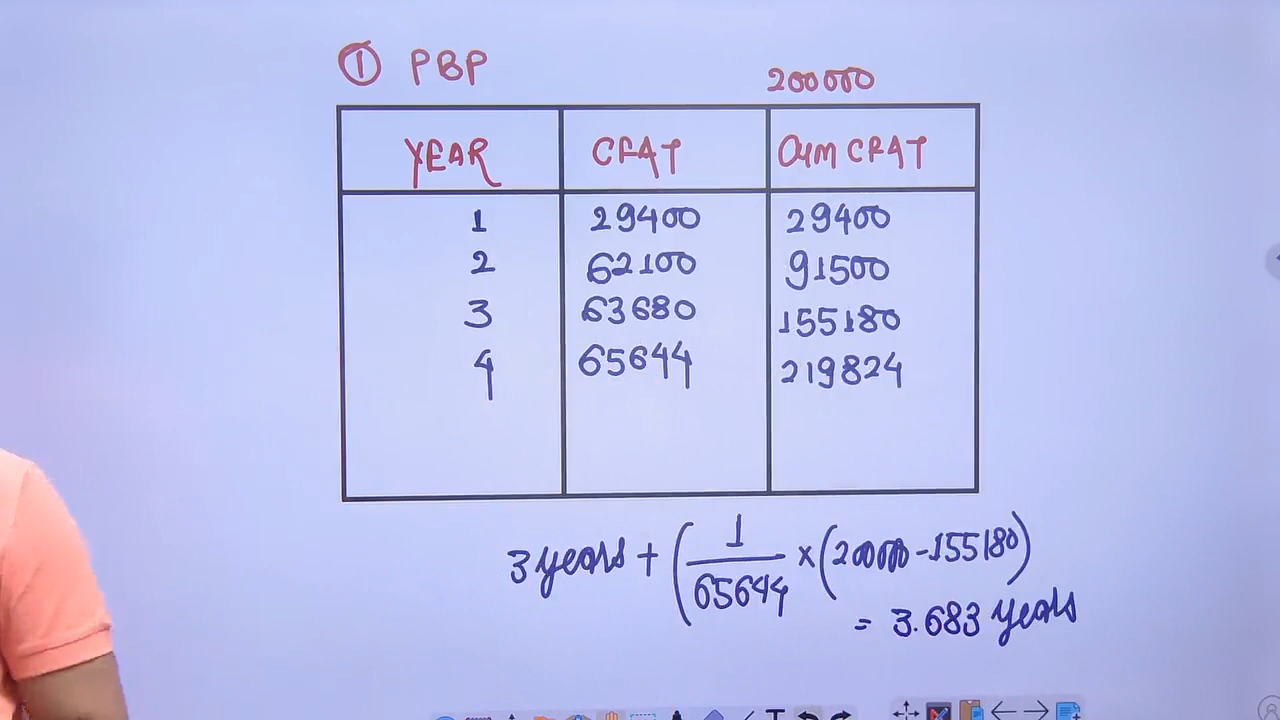 ① PBP
200000
YEAR CFAT Cum CFAT
1 29400 29400
2 62100 91500
3 63680 155180
4 65644 219824
3 years + (1/65644 × (200000 - 155180)
= 3.683 years